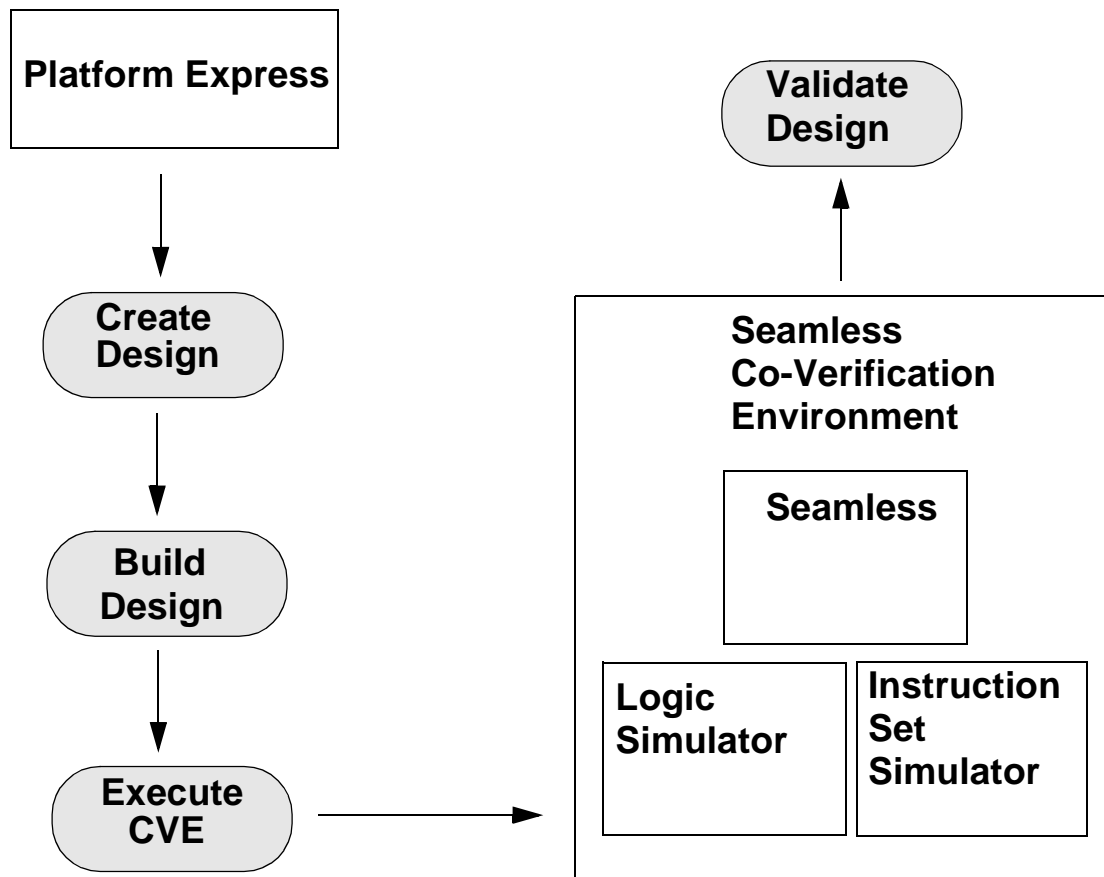 Platform Express
Create
Design
Build
Design
Execute
CVE
Validate
Design
Seamless
Co-Verification
Environment
Seamless
Logic
Simulator
Instruction
Set
Simulator